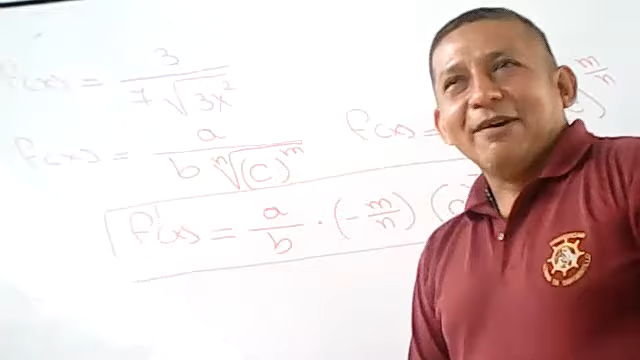 f(x) = 3 / 7 √3x²
f(x) = a / b ⁿ√(c)ᵐ f(x) = )^m/n
f'(x) = a/b · (-m/n) (